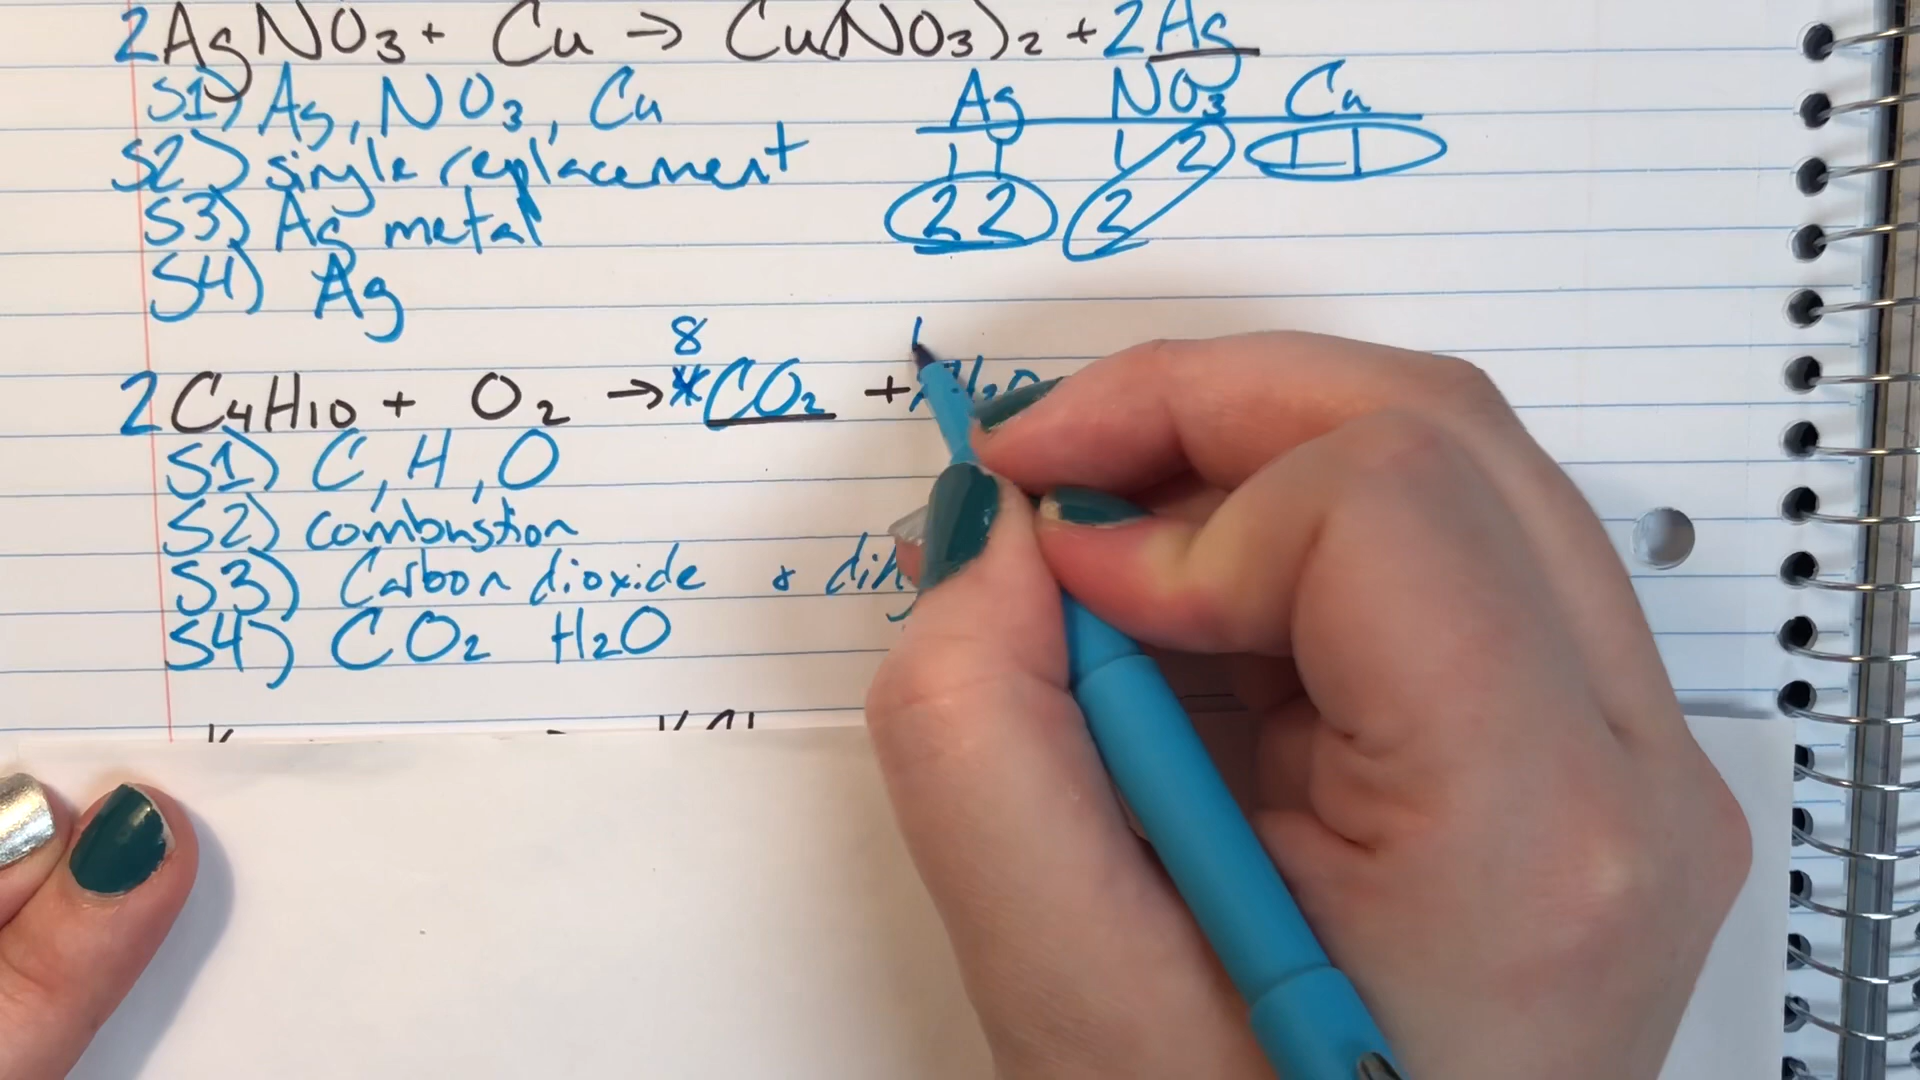 2AgNO3 + Cu → Cu(NO3)2 + 2Ag
S1) Ag, NO3, Cu
Ag NO3 Cu
S2) single replacement
1 1 1 2 1 1
S3) Ag metal
2 2 2
S4) Ag
8
2C4H10 + O2 → CO2 + H2O
S1) C, H, O
S2) combustion
S3) Carbon dioxide & dihy
S4) CO2 H2O